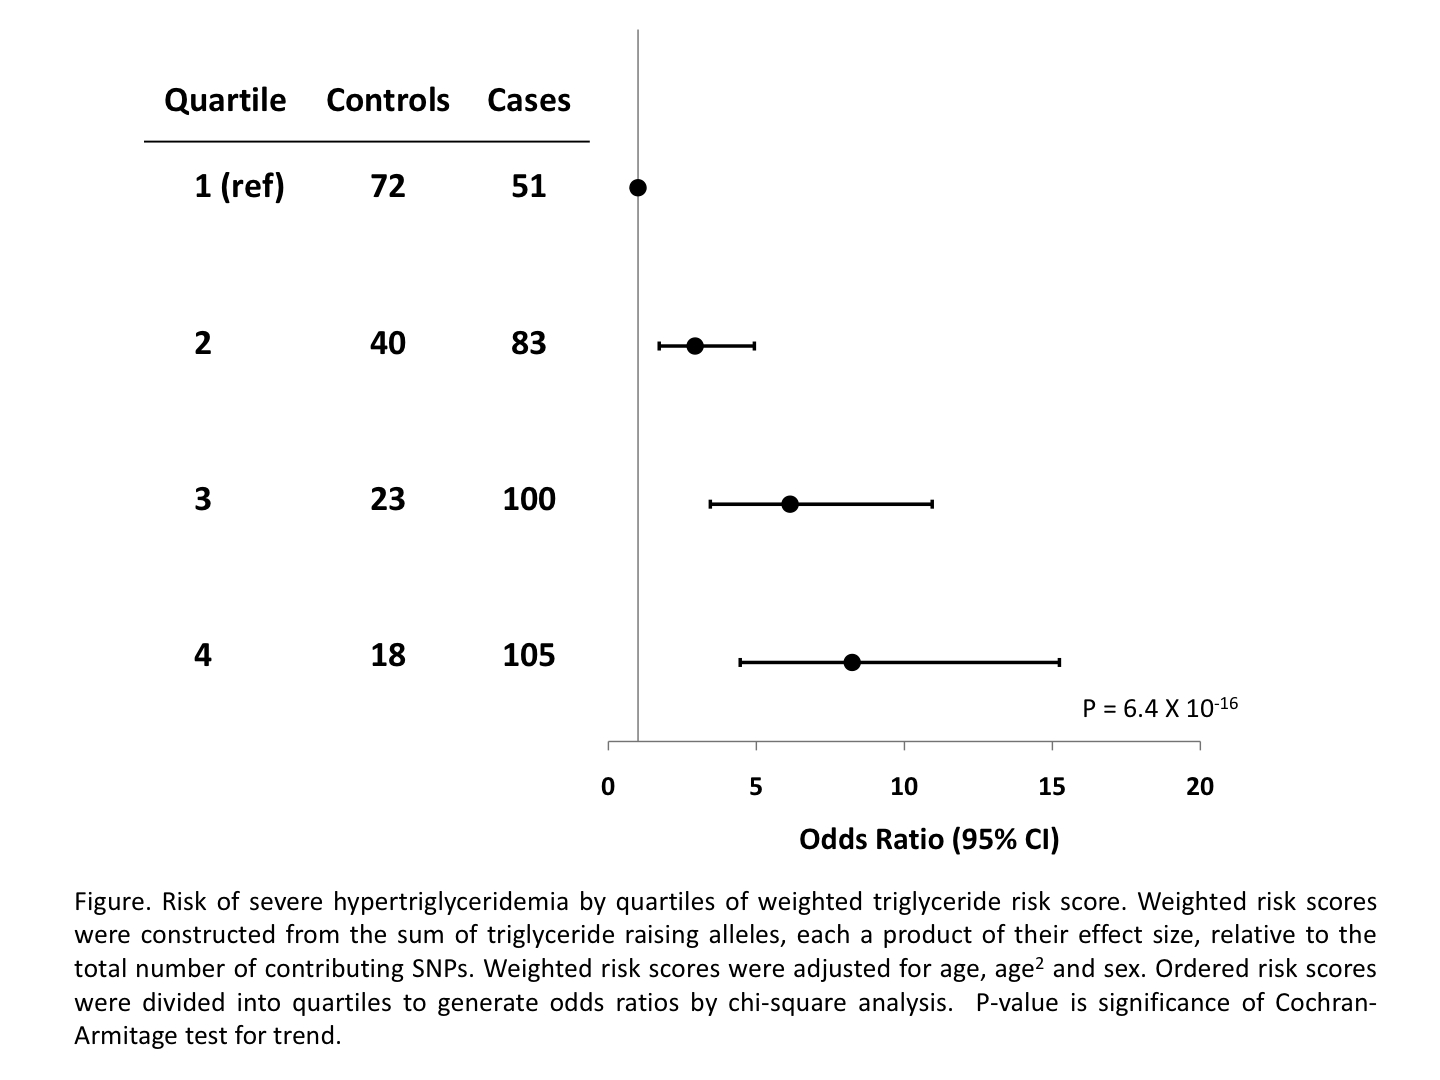 Quartile Controls Cases
1 (ref) 72 51
2 40 83
3 23 100
4 18 105
P = 6.4 X 10⁻¹⁶
0 5 10 15 20
Odds Ratio (95% CI)
Figure. Risk of severe hypertriglyceridemia by quartiles of weighted triglyceride risk score. Weighted risk scores
were constructed from the sum of triglyceride raising alleles, each a product of their effect size, relative to the
total number of contributing SNPs. Weighted risk scores were adjusted for age, age² and sex. Ordered risk scores
were divided into quartiles to generate odds ratios by chi-square analysis. P-value is significance of Cochran-
Armitage test for trend.